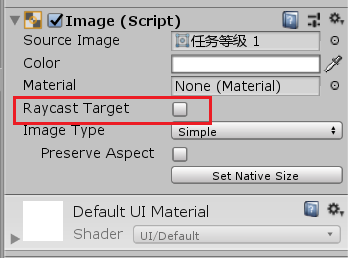 Image (Script)
Source Image 任务等级 1
Color
Material None (Material)
Raycast Target
Image Type Simple
Preserve Aspect
Set Native Size
Default UI Material
Shader UI/Default